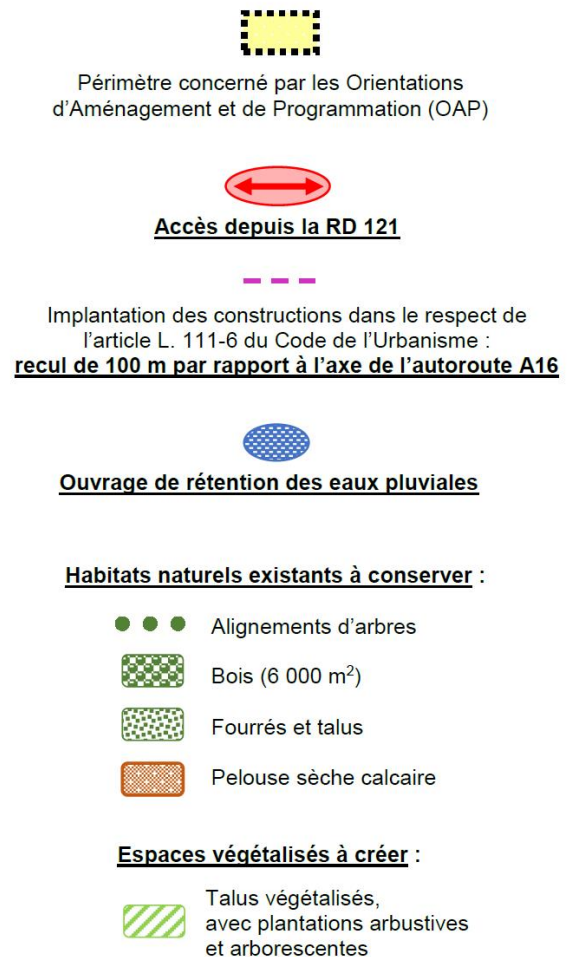 Périmètre concerné par les Orientations
d'Aménagement et de Programmation (OAP)
Accès depuis la RD 121
Implantation des constructions dans le respect de
l'article L. 111-6 du Code de l'Urbanisme :
recul de 100 m par rapport à l'axe de l'autoroute A16
Ouvrage de rétention des eaux pluviales
Habitats naturels existants à conserver :
Alignements d'arbres
Bois (6 000 m²)
Fourrés et talus
Pelouse sèche calcaire
Espaces végétalisés à créer :
Talus végétalisés,
avec plantations arbustives
et arborescentes